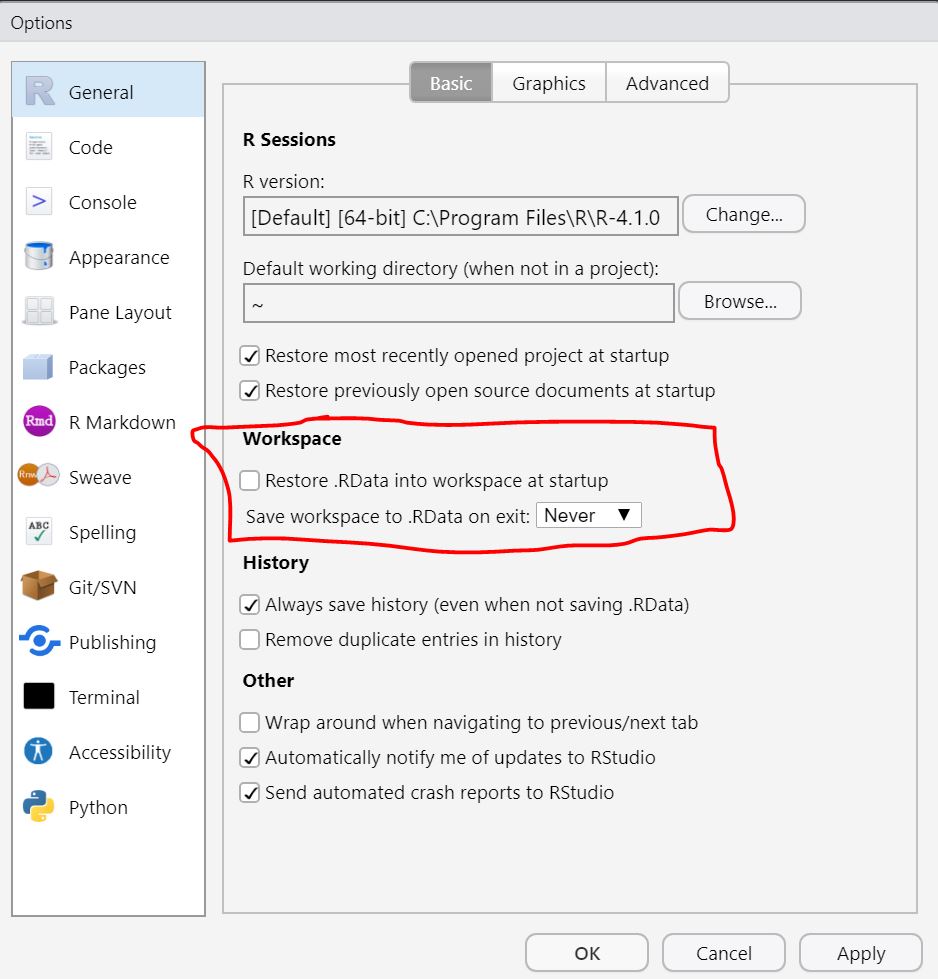 Options
General
Code
Console
Appearance
Pane Layout
Packages
Rmd R Markdown
Rnw Sweave
ABC Spelling
Git/SVN
Publishing
Terminal
Accessibility
Python
Basic Graphics Advanced
R Sessions
R version:
[Default] [64-bit] C:\Program Files\R\R-4.1.0 Change...
Default working directory (when not in a project):
~ Browse...
Restore most recently opened project at startup
Restore previously open source documents at startup
Workspace
Restore .RData into workspace at startup
Save workspace to .RData on exit: Never
History
Always save history (even when not saving .RData)
Remove duplicate entries in history
Other
Wrap around when navigating to previous/next tab
Automatically notify me of updates to RStudio
Send automated crash reports to RStudio
OK Cancel Apply